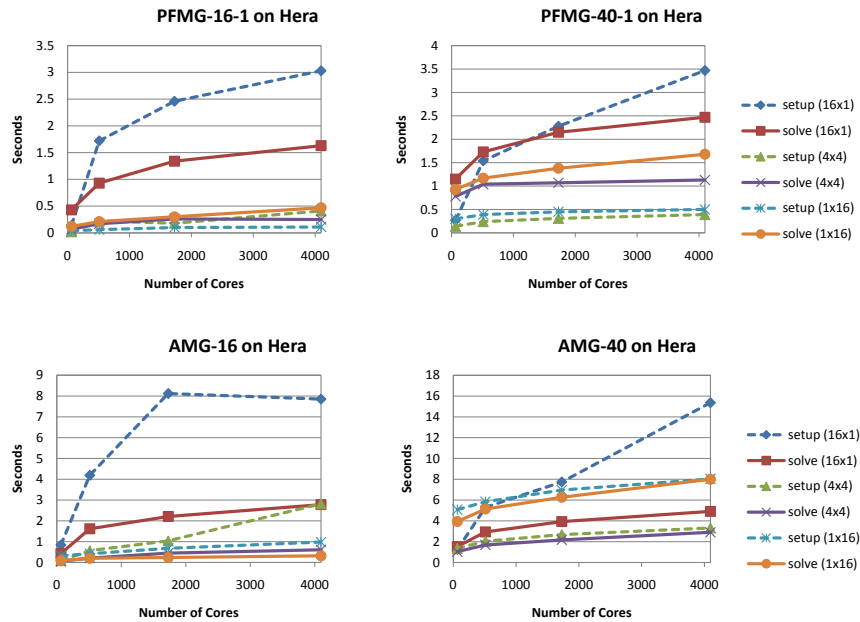 PFMG-16-1 on Hera
3.5
3
2.5
2
1.5
1
0.5
0
Seconds
0
1000
2000
3000
4000
Number of Cores
PFMG-40-1 on Hera
4
3.5
3
2.5
2
1.5
1
0.5
0
Seconds
0
1000
2000
3000
4000
Number of Cores
setup (16x1)
solve (16x1)
setup (4x4)
solve (4x4)
setup (1x16)
solve (1x16)
AMG-16 on Hera
9
8
7
6
5
4
3
2
1
0
Seconds
0
1000
2000
3000
4000
Number of Cores
AMG-40 on Hera
18
16
14
12
10
8
6
4
2
0
Seconds
0
1000
2000
3000
4000
Number of Cores
setup (16x1)
solve (16x1)
setup (4x4)
solve (4x4)
setup (1x16)
solve (1x16)